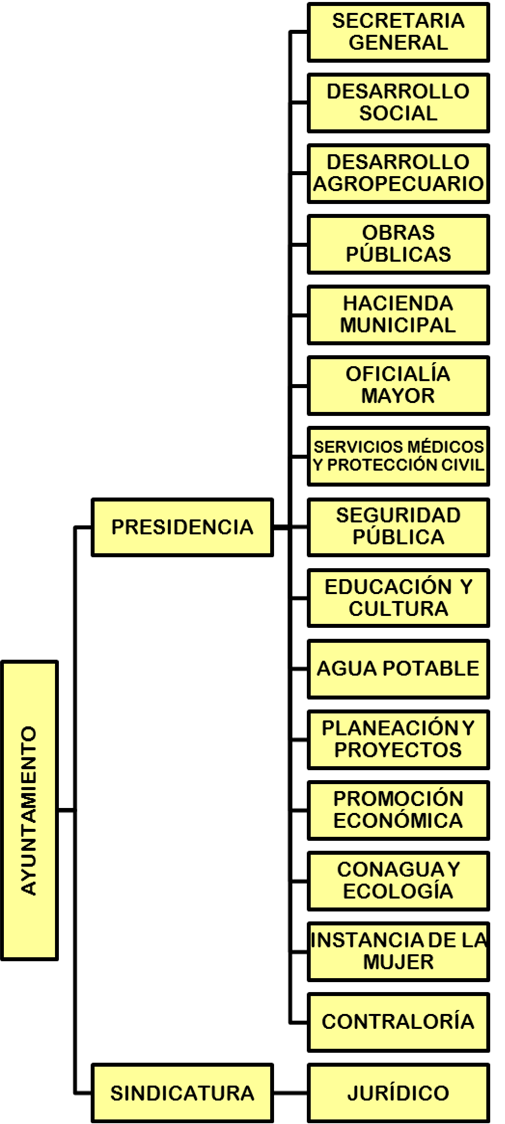 SECRETARIA
GENERAL
DESARROLLO
SOCIAL
DESARROLLO
AGROPECUARIO
OBRAS
PÚBLICAS
HACIENDA
MUNICIPAL
OFICIALÍA
MAYOR
SERVICIOS MÉDICOS
Y PROTECCIÓN CIVIL
PRESIDENCIA
SEGURIDAD
PÚBLICA
EDUCACIÓN Y
CULTURA
AGUA POTABLE
AYUNTAMIENTO
PLANEACIÓN Y
PROYECTOS
PROMOCIÓN
ECONÓMICA
CONAGUA Y
ECOLOGÍA
INSTANCIA DE LA
MUJER
CONTRALORÍA
SINDICATURA
JURÍDICO